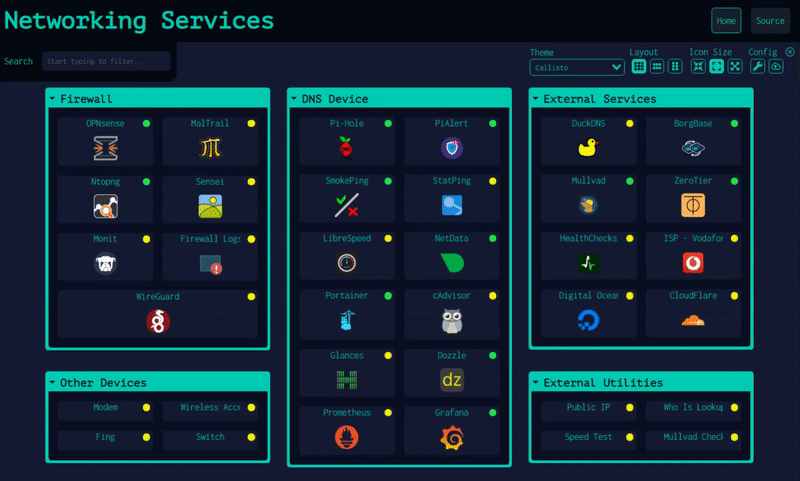 Networking Services
Home
Source
Search
Start typing to filter...
Theme
Layout
Icon Size
Config
Callisto
Firewall
OPNsense
MalTrail
Ntopng
Sensei
Monit
Firewall Logs
WireGuard
Other Devices
Modem
Wireless Acce
Fing
Switch
DNS Device
Pi-Hole
PiAlert
SmokePing
StatPing
LibreSpeed
NetData
Portainer
cAdvisor
Glances
Dozzle
dz
Prometheus
Grafana
External Services
DuckDNS
BorgBase
Mullvad
ZeroTier
HealthChecks
ISP - Vodafon
Digital Ocean
CloudFlare
External Utilities
Public IP
Who Is Lookup
Speed Test
Mullvad Check